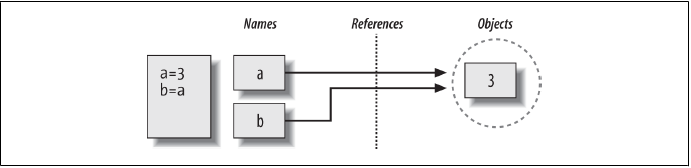 Names References Objects
a=3
b=a
a
b
3